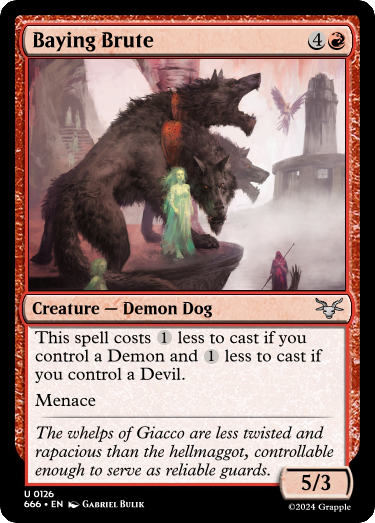 Baying Brute 4
Creature — Demon Dog
This spell costs 1 less to cast if you
control a Demon and 1 less to cast if
you control a Devil.
Menace
The whelps of Giacco are less twisted and
rapacious than the hellmaggot, controllable
enough to serve as reliable guards.
5/3
U 0126
666 • EN Gabriel Bulik
©2024 Grapple